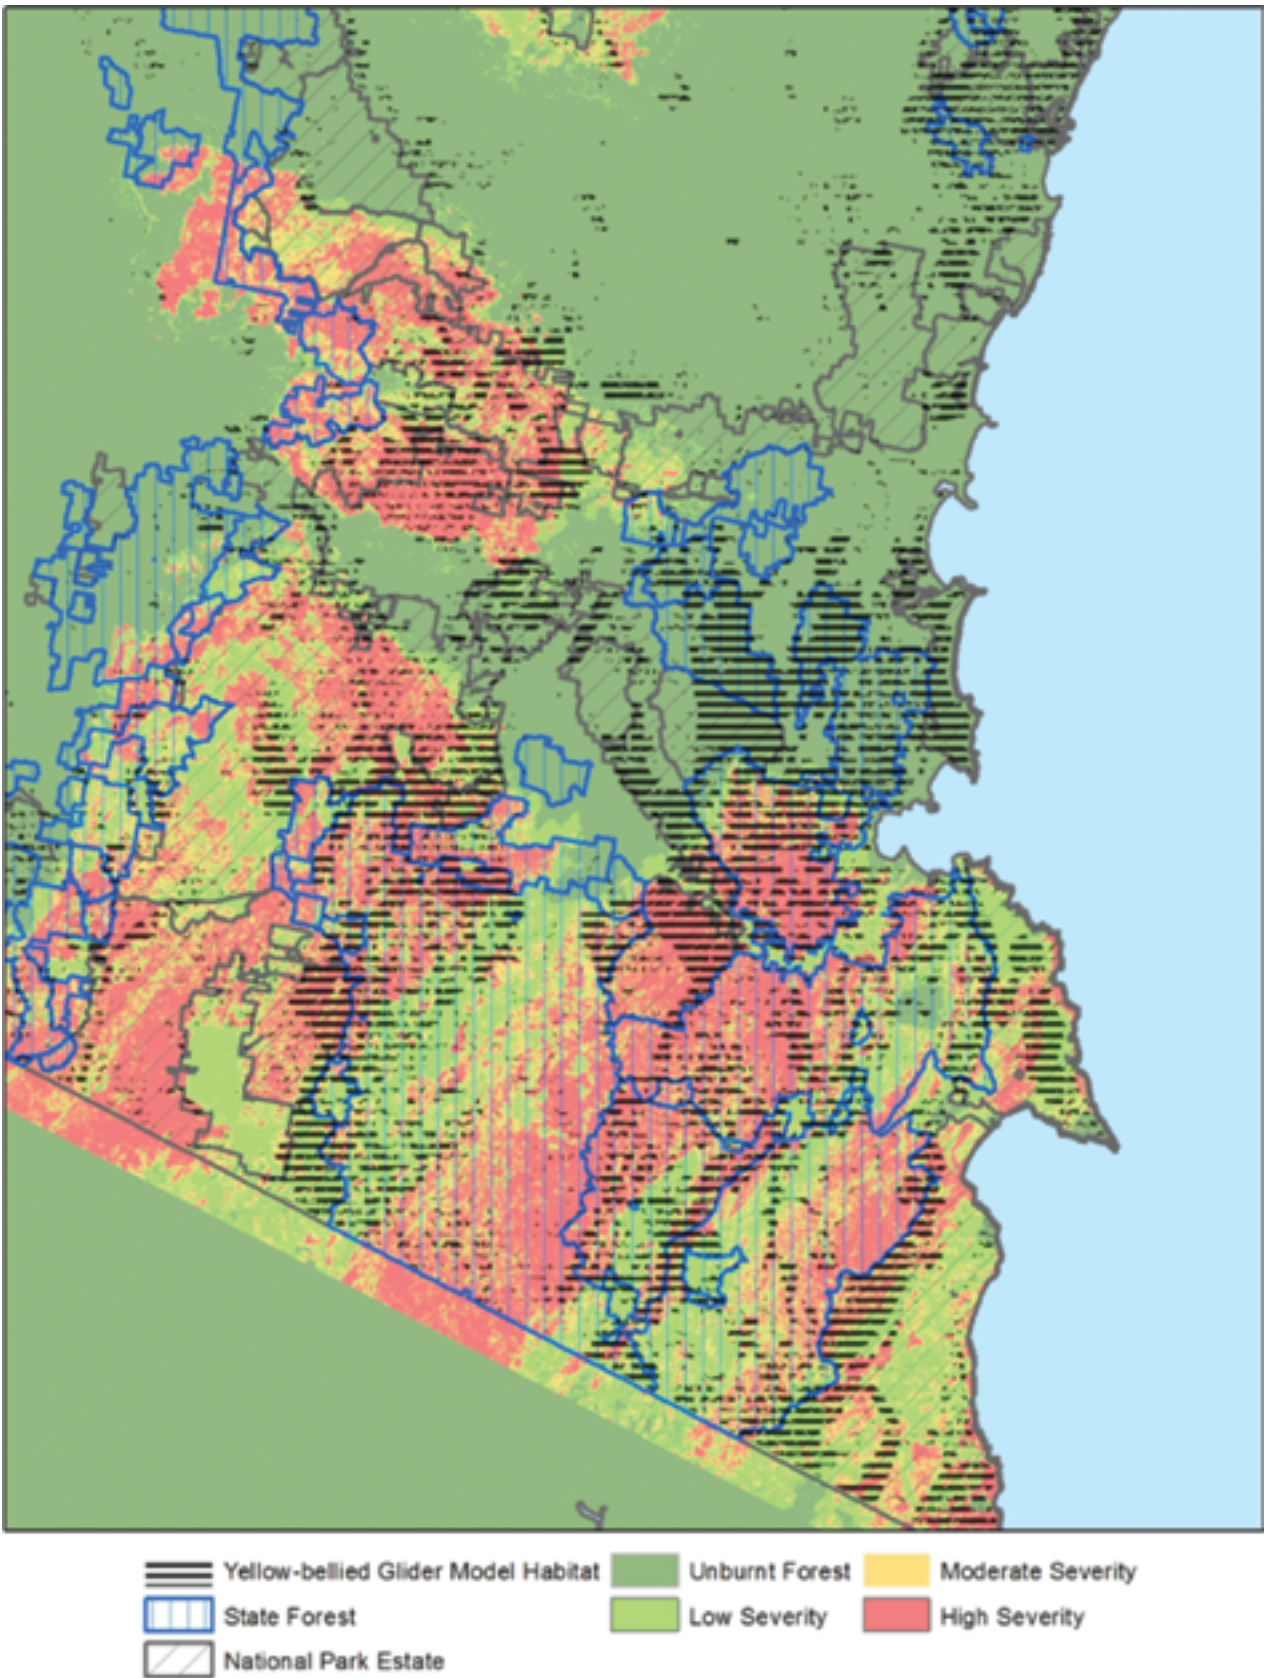 Yellow-bellied Glider Model Habitat Unburnt Forest Moderate Severity
State Forest Low Severity High Severity
National Park Estate